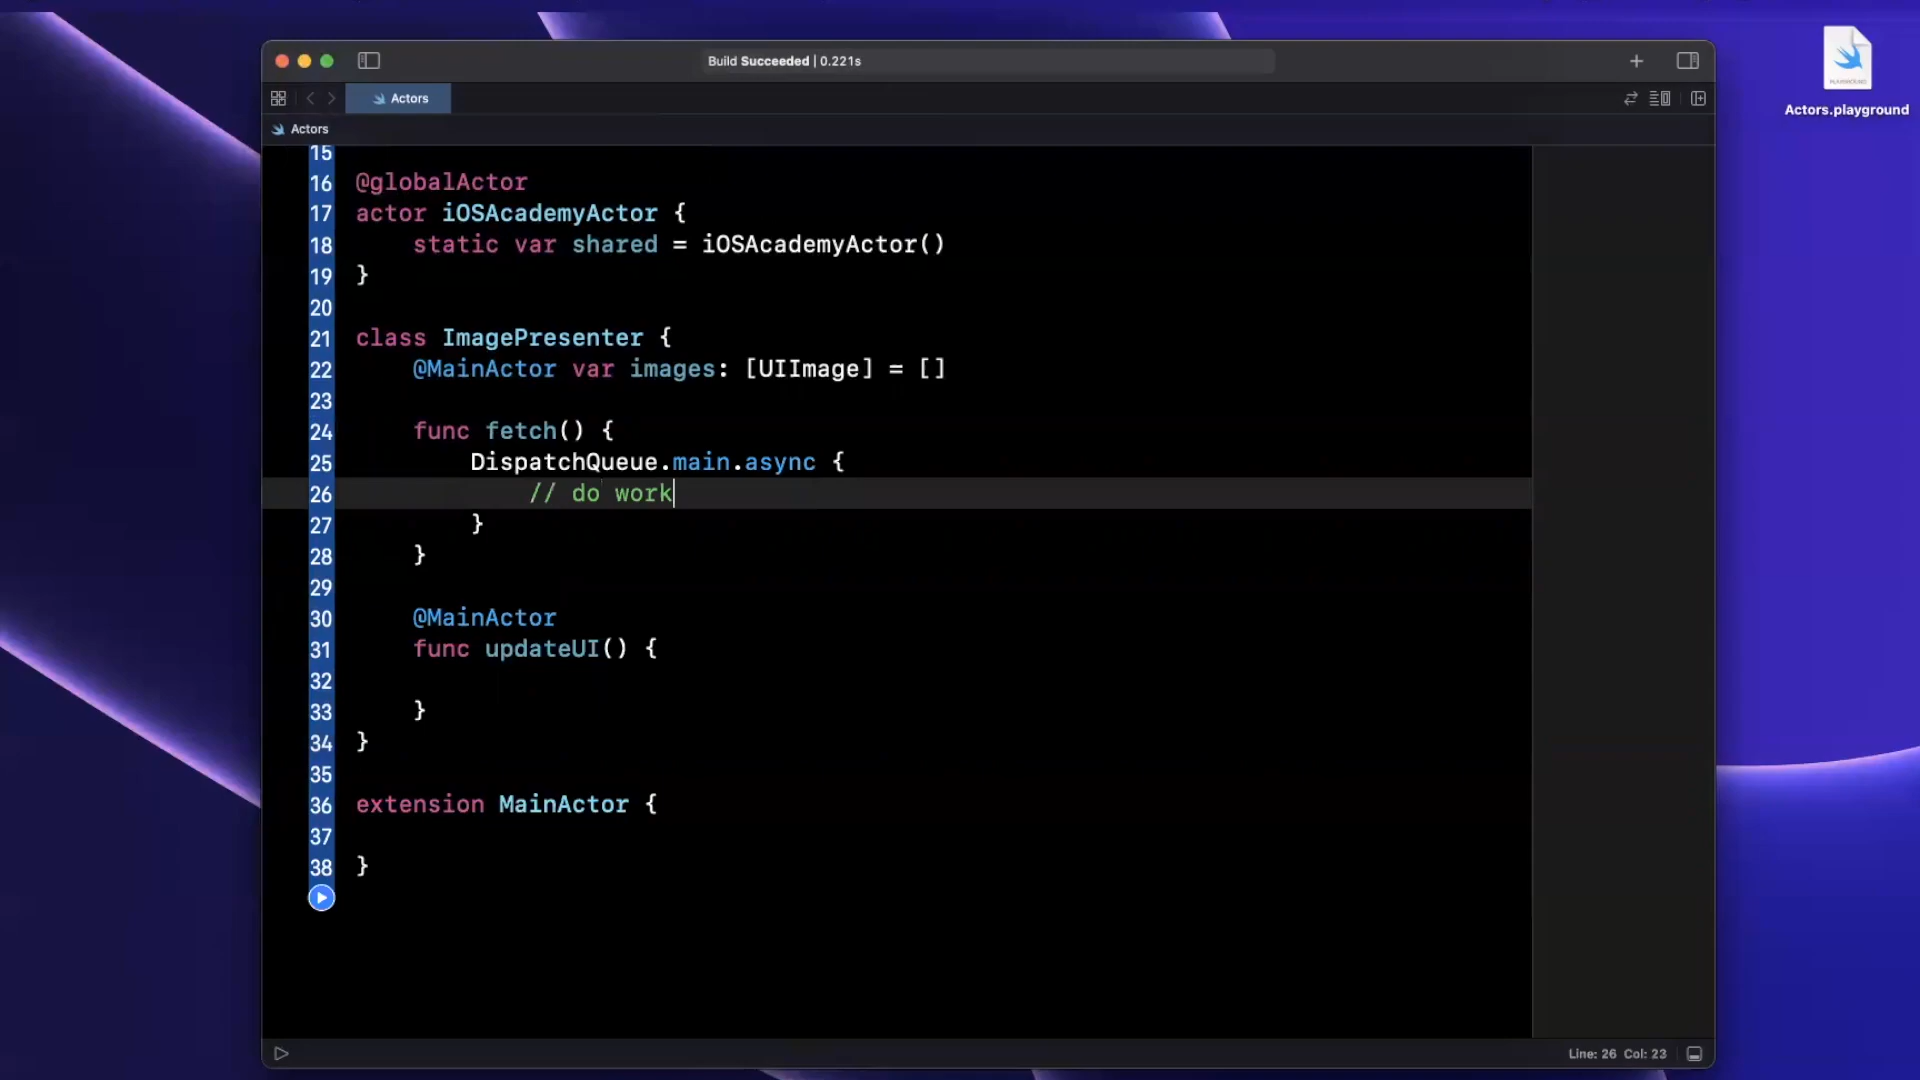 Build Succeeded | 0.221s
Actors
Actors
PLAYGROUND
Actors.playground
15
16 @globalActor
17 actor iOSAcademyActor {
18     static var shared = iOSAcademyActor()
19 }
20
21 class ImagePresenter {
22     @MainActor var images: [UIImage] = []
23
24     func fetch() {
25         DispatchQueue.main.async {
26             // do work
27         }
28     }
29
30     @MainActor
31     func updateUI() {
32
33     }
34 }
35
36 extension MainActor {
37
38 }
Line: 26 Col: 23